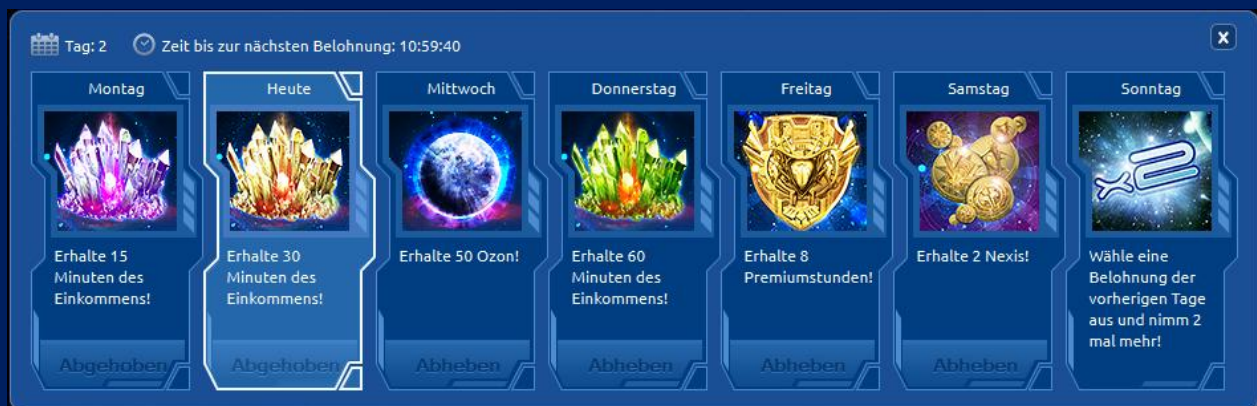 Tag: 2 Zeit bis zur nächsten Belohnung: 10:59:40
X
Montag
Erhalte 15
Minuten des
Einkommens!
Abgehoben
Heute
Erhalte 30
Minuten des
Einkommens!
Abgehoben
Mittwoch
Erhalte 50 Ozon!
Abheben
Donnerstag
Erhalte 60
Minuten des
Einkommens!
Abheben
Freitag
Erhalte 8
Premiumstunden!
Abheben
Samstag
Erhalte 2 Nexis!
Abheben
Sonntag
x2
Wähle eine
Belohnung der
vorherigen Tage
aus und nimm 2
mal mehr!